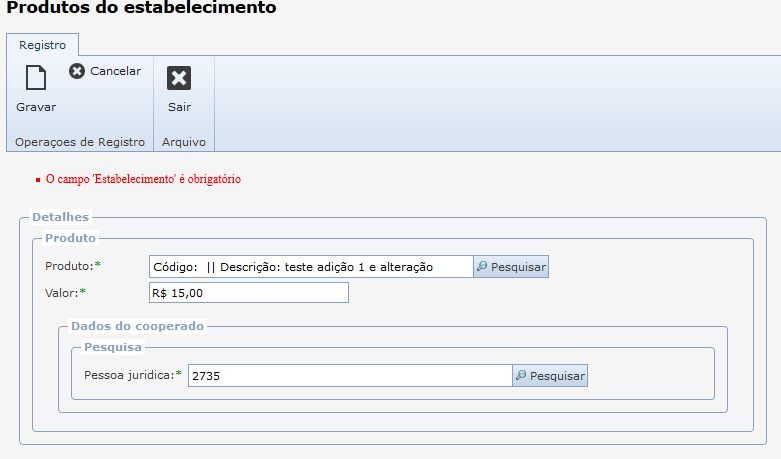 Produtos do estabelecimento
Registro
Gravar
Cancelar
Sair
Operaçoes de Registro
Arquivo
O campo 'Estabelecimento' é obrigatório
Detalhes
Produto
Produto:* Código:  || Descrição: teste adição 1 e alteração Pesquisar
Valor:* R$ 15,00
Dados do cooperado
Pesquisa
Pessoa juridica:* 2735 Pesquisar